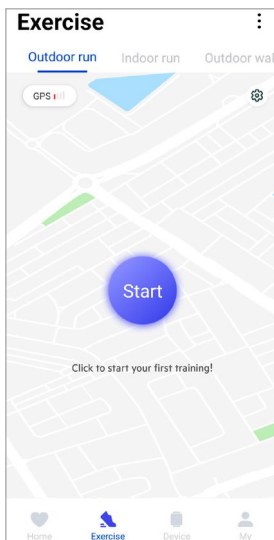 Exercise
Outdoor run Indoor run Outdoor wal
GPS
Start
Click to start your first training!
Home Exercise Device My